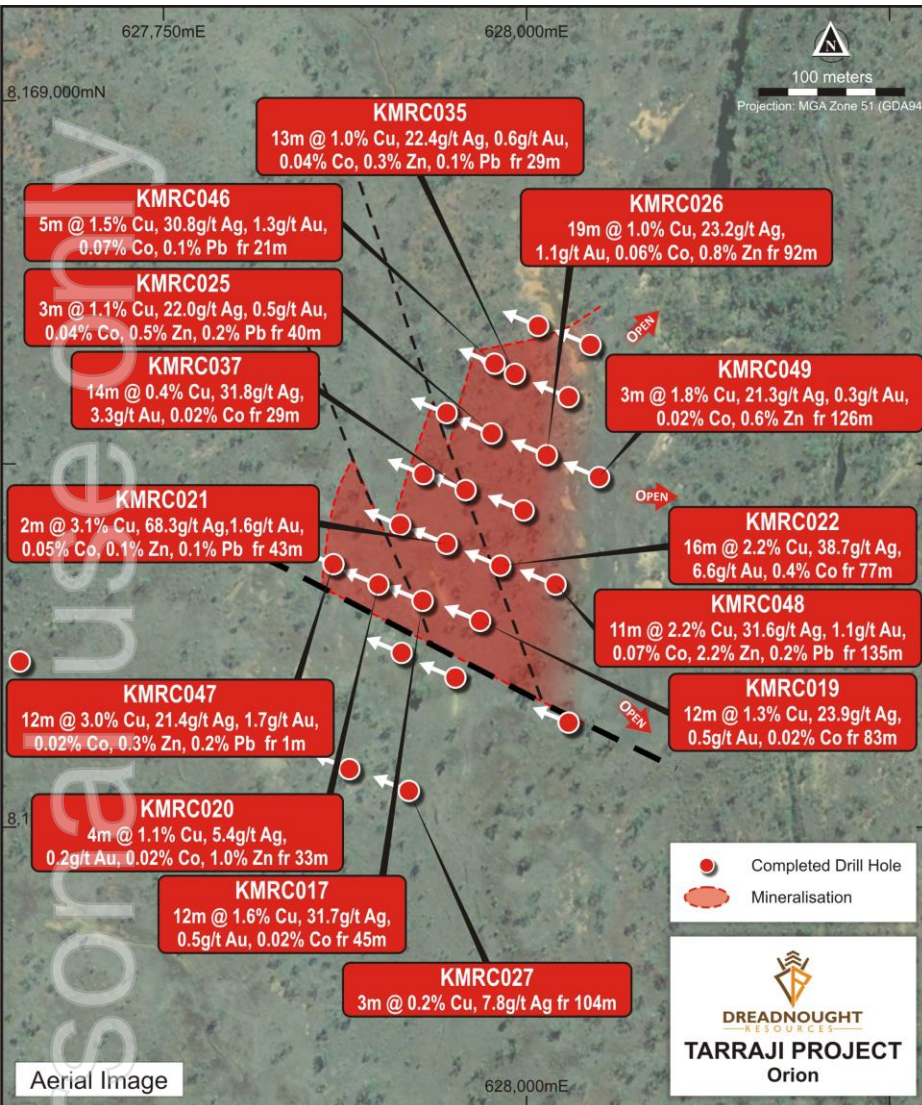 627,750mE
628,000mE
N
100 meters
Projection: MGA Zone 51 (GDA94
8,169,000mN
KMRC035
13m @ 1.0% Cu, 22.4g/t Ag, 0.6g/t Au,
0.04% Co, 0.3% Zn, 0.1% Pb fr 29m
KMRC046
5m @ 1.5% Cu, 30.8g/t Ag, 1.3g/t Au,
0.07% Co, 0.1% Pb fr 21m
KMRC026
19m @ 1.0% Cu, 23.2g/t Ag,
1.1g/t Au, 0.06% Co, 0.8% Zn fr 92m
KMRC025
3m @ 1.1% Cu, 22.0g/t Ag, 0.5g/t Au,
0.04% Co, 0.5% Zn, 0.2% Pb fr 40m
OPEN
KMRC037
14m @ 0.4% Cu, 31.8g/t Ag,
3.3g/t Au, 0.02% Co fr 29m
KMRC049
3m @ 1.8% Cu, 21.3g/t Ag, 0.3g/t Au,
0.02% Co, 0.6% Zn fr 126m
OPEN
KMRC021
2m @ 3.1% Cu, 68.3g/t Ag,1.6g/t Au,
0.05% Co, 0.1% Zn, 0.1% Pb fr 43m
KMRC022
16m @ 2.2% Cu, 38.7g/t Ag,
6.6g/t Au, 0.4% Co fr 77m
KMRC048
11m @ 2.2% Cu, 31.6g/t Ag, 1.1g/t Au,
0.07% Co, 2.2% Zn, 0.2% Pb fr 135m
KMRC047
12m @ 3.0% Cu, 21.4g/t Ag, 1.7g/t Au,
0.02% Co, 0.3% Zn, 0.2% Pb fr 1m
KMRC019
12m @ 1.3% Cu, 23.9g/t Ag,
0.5g/t Au, 0.02% Co fr 83m
OPEN
KMRC020
4m @ 1.1% Cu, 5.4g/t Ag,
0.2g/t Au, 0.02% Co, 1.0% Zn fr 33m
8,1
KMRC017
12m @ 1.6% Cu, 31.7g/t Ag,
0.5g/t Au, 0.02% Co fr 45m
KMRC027
3m @ 0.2% Cu, 7.8g/t Ag fr 104m
Completed Drill Hole
Mineralisation
DREADNOUGHT
RESOURCES
TARRAJI PROJECT
Orion
Aerial Image
628,000mE
sonal use only